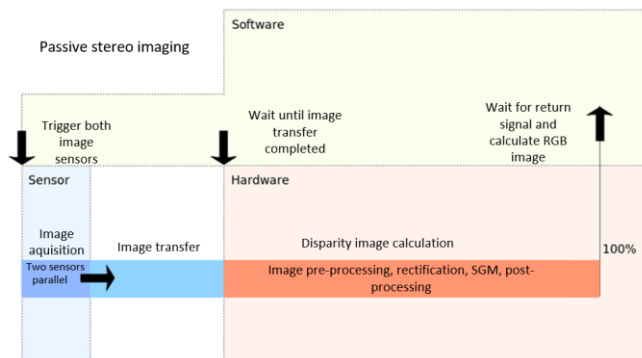 Software
Passive stereo imaging
Trigger both
image
sensors
Wait until image
transfer
completed
Wait for return
signal and
calculate RGB
image
Sensor
Hardware
Image
aquisition
Image transfer
Disparity image calculation
100%
Two sensors
parallel
Image pre-processing, rectification, SGM, post-
processing